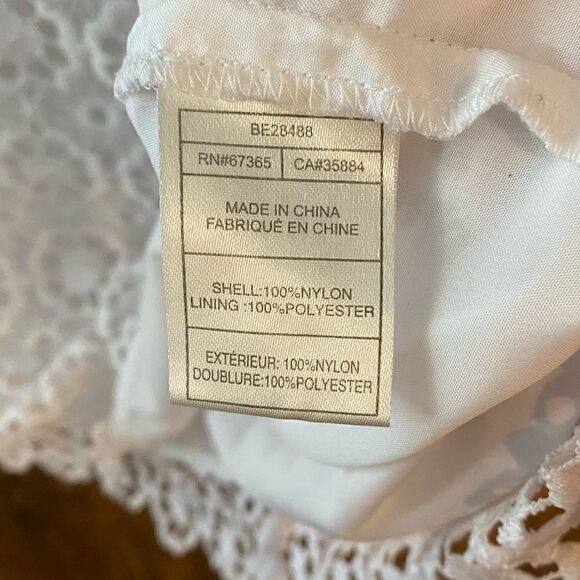 BE28488
RN#67365 CA#35884
MADE IN CHINA
FABRIQUÉ EN CHINE
SHELL:100%NYLON
LINING :100%POLYESTER
EXTÉRIEUR: 100%NYLON
DOUBLURE:100%POLYESTER